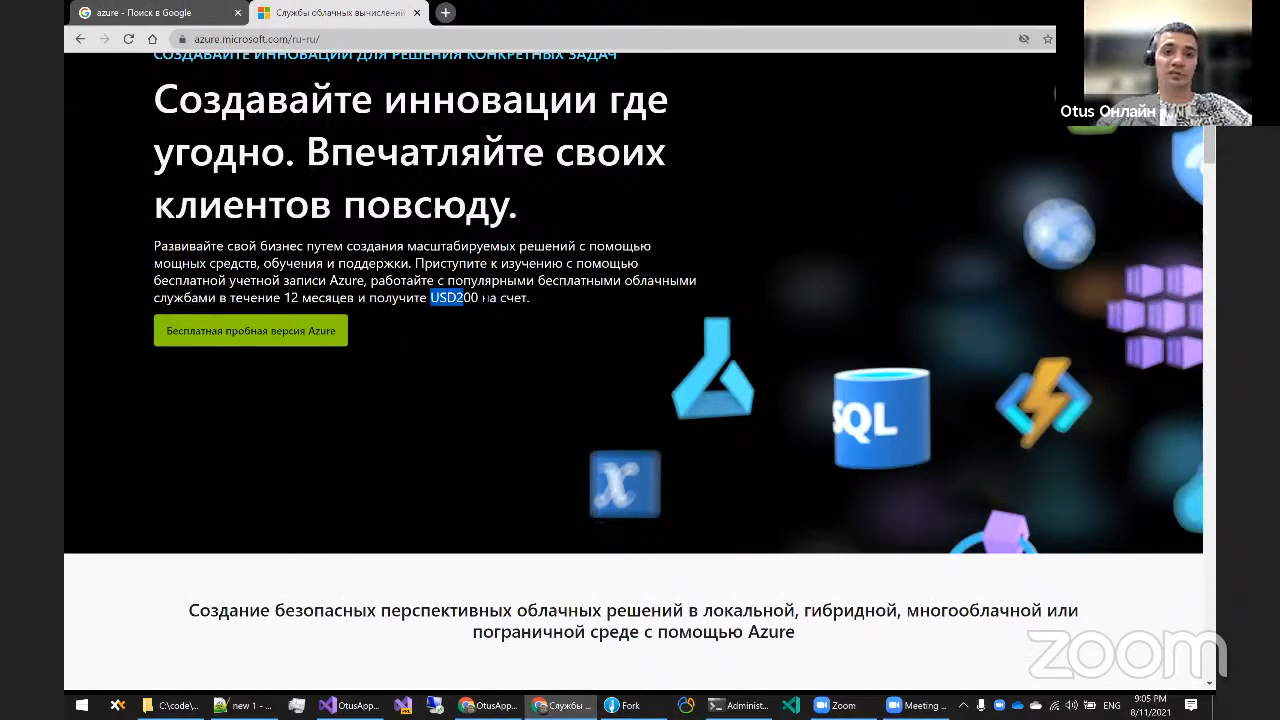 azure - Поиск в Google
Службы облачных вычислений
azure.microsoft.com/ru-ru/
Otus Онлайн
СОЗДАВАЙТЕ ИННОВАЦИИ ДЛЯ РЕШЕНИЯ КОНКРЕТНЫХ ЗАДАЧ
Создавайте инновации где
угодно. Впечатляйте своих
клиентов повсюду.
Развивайте свой бизнес путем создания масштабируемых решений с помощью
мощных средств, обучения и поддержки. Приступите к изучению с помощью
бесплатной учетной записи Azure, работайте с популярными бесплатными облачными
службами в течение 12 месяцев и получите USD200 на счет.
Бесплатная пробная версия Azure
SQL
Создание безопасных перспективных облачных решений в локальной, гибридной, многооблачной или
пограничной среде с помощью Azure
zoom
C:\code\...
new 1 - ...
OtusApp...
OtusApp...
Службы ...
Fork
Administ...
Zoom
Meeting ...
ENG
9:05 PM
8/11/2021